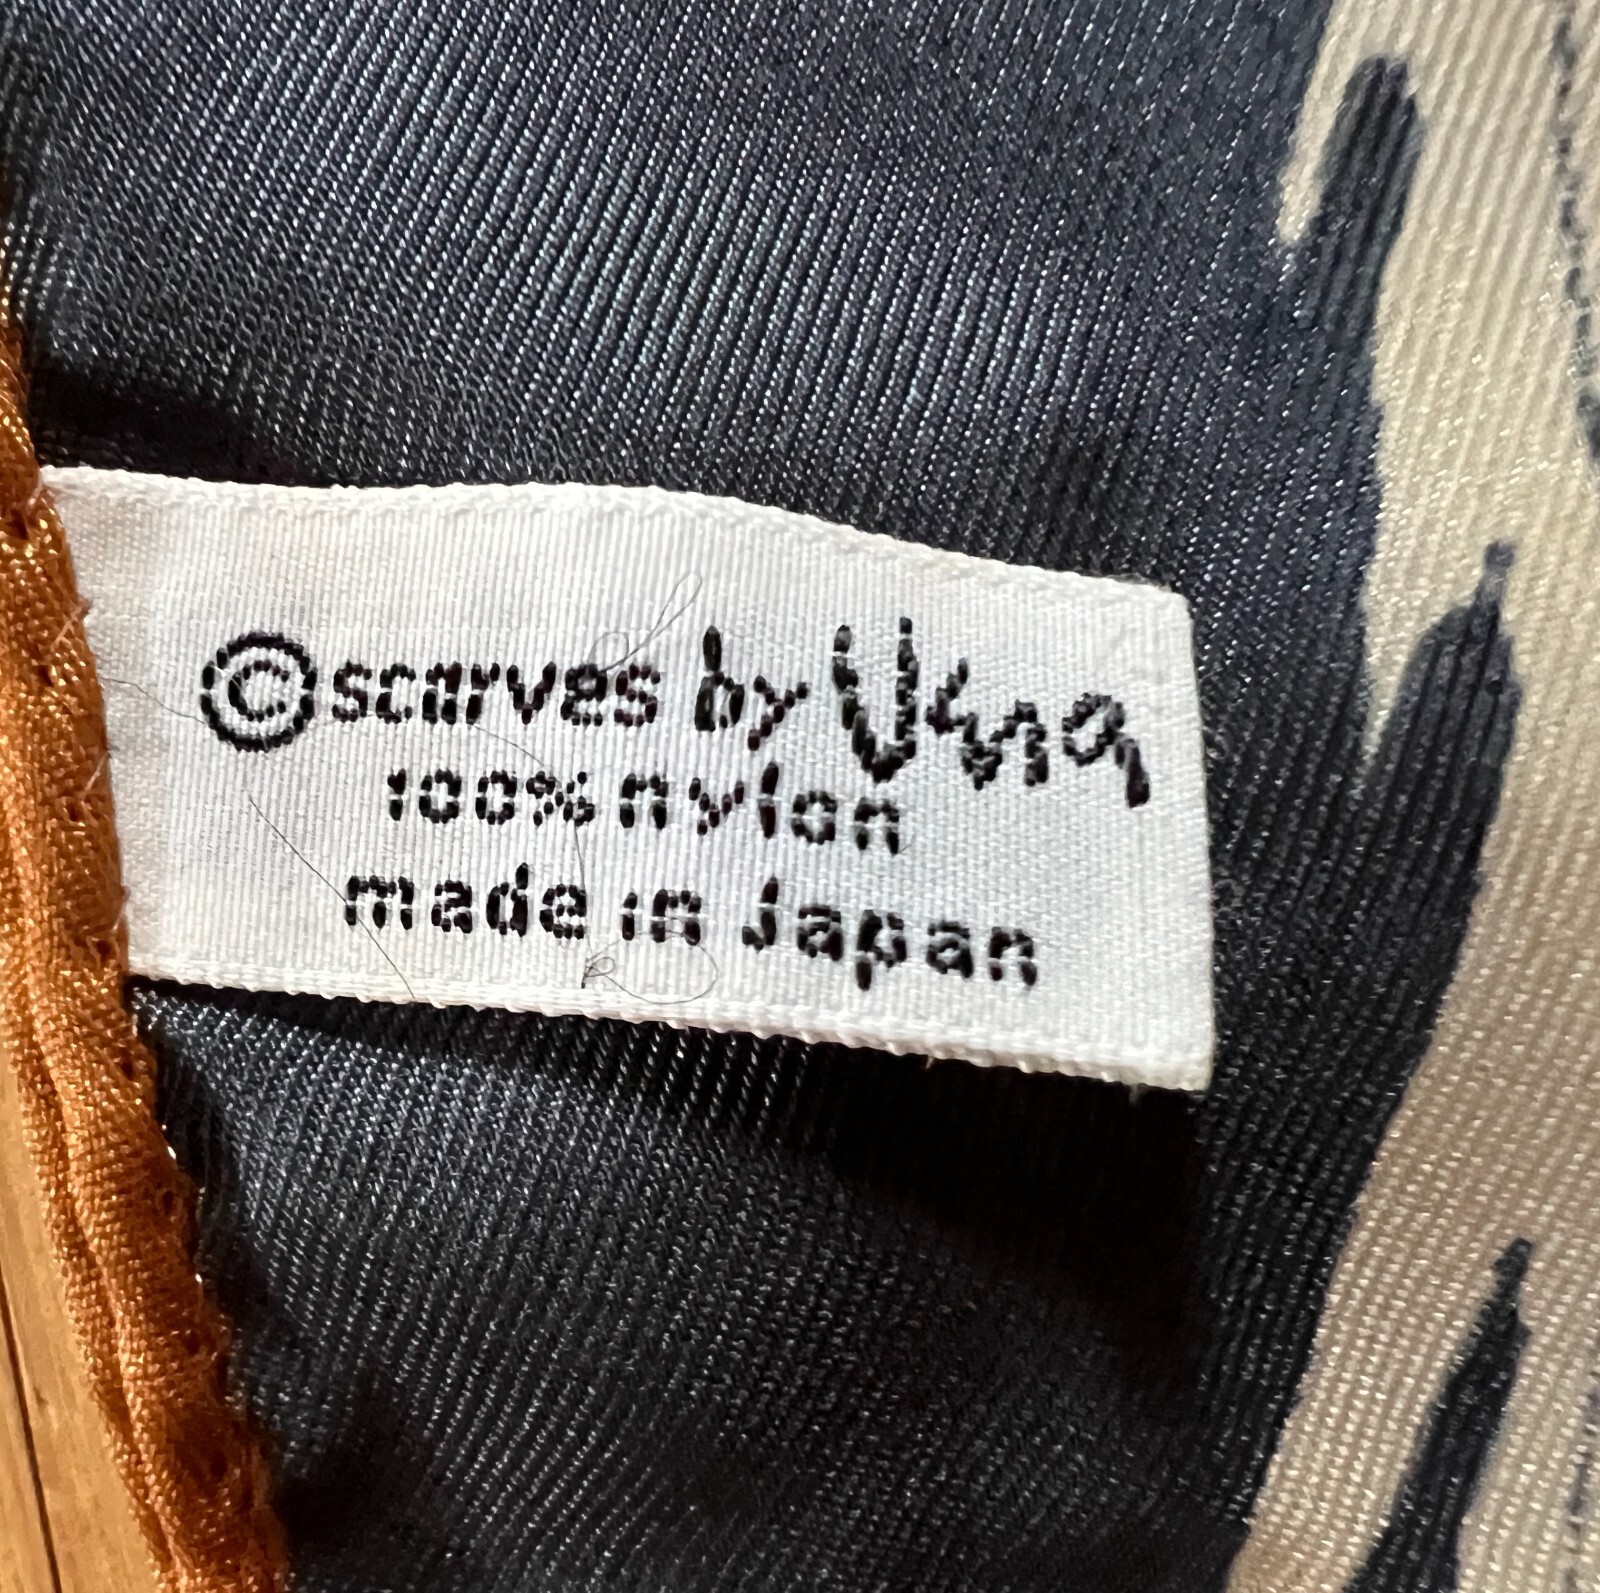 © scarves by Vera
100% nylon
made in Japan